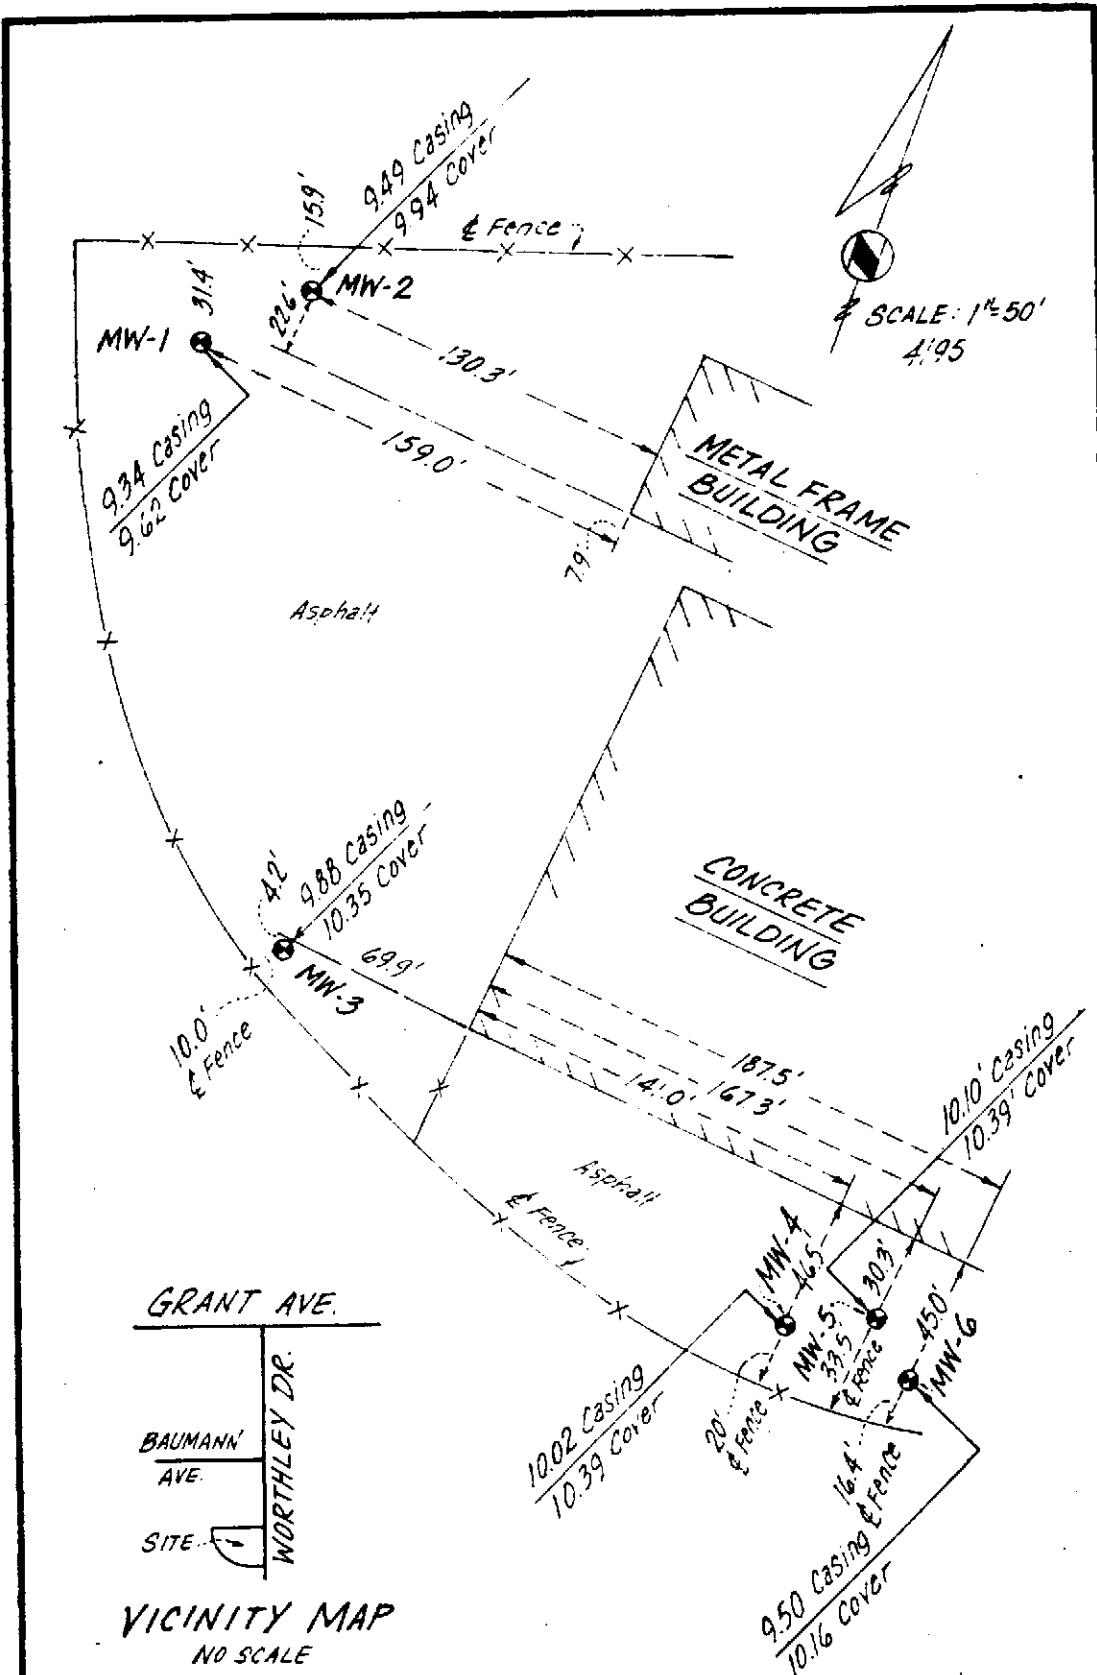 9.49 Casing
9.94 Cover
15.9'
℄ Fence
31.4'
22.6'
MW-2
MW-1
SCALE: 1"=50'
4/95
130.3'
159.0'
9.34 Casing
9.62 Cover
METAL FRAME
BUILDING
7.9'
Asphalt
4.2'
9.88 Casing
10.35 Cover
CONCRETE
BUILDING
69.9'
MW-3
10.0'
℄ Fence
187.5'
167.3'
141.0'
10.10' Casing
10.39' Cover
Asphalt
℄ Fence
MW-4
46.5
MW-5
30.3'
33.5
℄ Fence
45.0'
MW-6
20'
℄ Fence
16.4'
℄ Fence
10.02 Casing
10.39 Cover
9.50 Casing
10.16 Cover
GRANT AVE.
WORTHLEY DR.
BAUMANN
AVE.
SITE
VICINITY MAP
NO SCALE